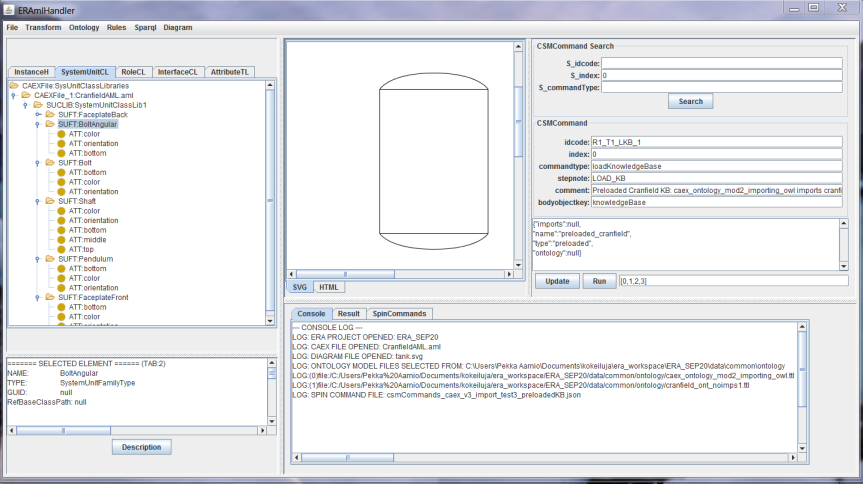 ERAmlHandler
File Transform Ontology Rules Sparql Diagram
InstanceH SystemUnitCL RoleCL InterfaceCL AttributeTL
CAEXFile:SysUnitClassLibraries
CAEXFile_1:CranfieldAML.aml
SUCLIB:SystemUnitClassLib1
SUFT:FaceplateBack
SUFT:BoltAngular
ATT:color
ATT:orientation
ATT:bottom
SUFT:Bolt
ATT:bottom
ATT:color
ATT:orientation
SUFT:Shaft
ATT:color
ATT:orientation
ATT:bottom
ATT:middle
ATT:top
SUFT:Pendulum
ATT:bottom
ATT:color
ATT:orientation
SUFT:FaceplateFront
ATT:bottom
ATT:color
ATT:orientation
======= SELECTED ELEMENT ====== (TAB:2)
NAME: BoltAngular
TYPE: SystemUnitFamilyType
GUID: null
RefBaseClassPath: null
Description
SVG HTML
CSMCommand Search
S_idcode:
S_index: 0
S_commandType:
Search
CSMCommand
idcode: R1_T1_LKB_1
index: 0
commandtype: loadKnowledgeBase
stepnote: LOAD_KB
comment: Preloaded Cranfield KB: caex_ontology_mod2_importing_owl imports cranfi
bodyobjectkey: knowledgeBase
{"imports":null,
"name":"preloaded_cranfield",
"type":"preloaded",
"ontology":null}
Update Run [0,1,2,3]
Console Result SpinCommands
--- CONSOLE LOG ---
LOG: ERA PROJECT OPENED: ERA_SEP20
LOG: CAEX FILE OPENED: CranfieldAML.aml
LOG: DIAGRAM FILE OPENED: tank.svg
LOG: ONTOLOGY MODEL FILES SELECTED FROM: C:\Users\Pekka Aarnio\Documents\kokeiluja\era_workspace\ERA_SEP20\data\common\ontology
LOG:(0)file:/C:/Users/Pekka%20Aarnio/Documents/kokeiluja/era_workspace/ERA_SEP20/data/common/ontology/caex_ontology_mod2_importing_owl.ttl
LOG:(1)file:/C:/Users/Pekka%20Aarnio/Documents/kokeiluja/era_workspace/ERA_SEP20/data/common/ontology/cranfield_ont_noimps1.ttl
LOG: SPIN COMMAND FILE: csmCommands_caex_v3_import_test3_preloadedKB.json